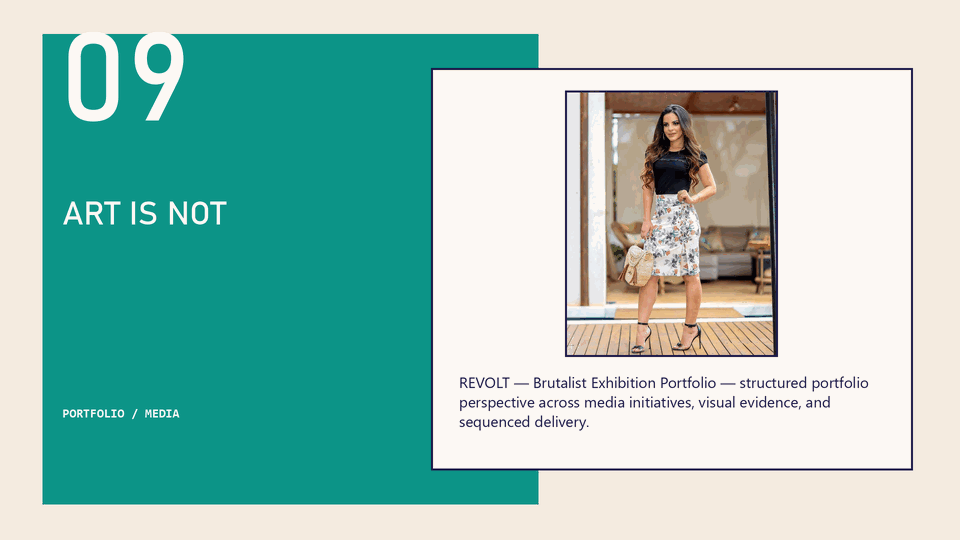 09
ART IS NOT
PORTFOLIO / MEDIA
REVOLT — Brutalist Exhibition Portfolio — structured portfolio
perspective across media initiatives, visual evidence, and
sequenced delivery.